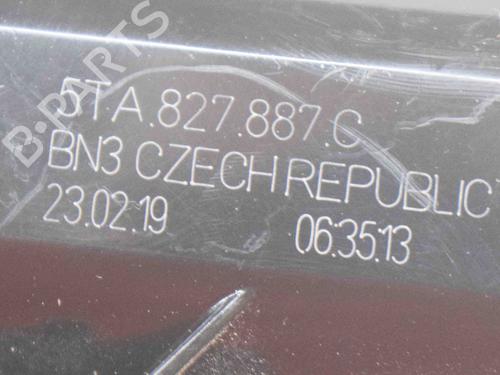 B-PARTS
5TA.827.887.C
BN3 CZECH REPUBLIC
23.02.19 06:35:13